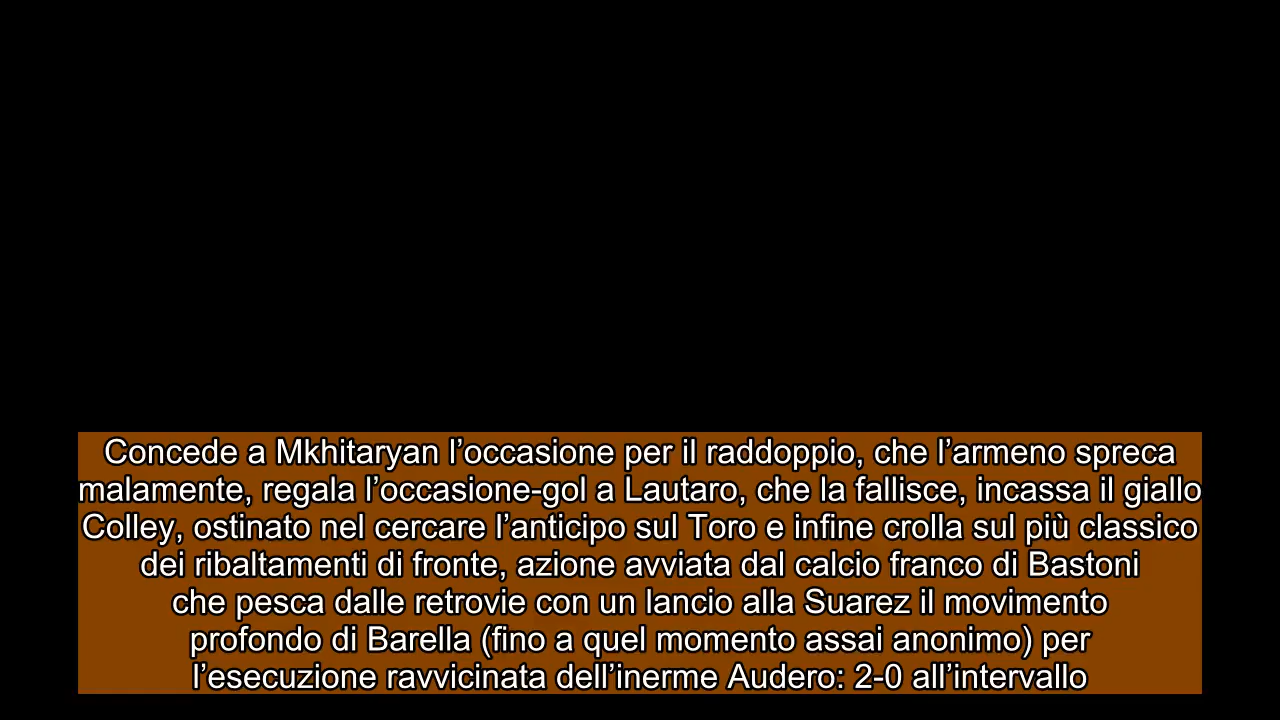 Concede a Mkhitaryan l’occasione per il raddoppio, che l’armeno spreca
malamente, regala l’occasione-gol a Lautaro, che la fallisce, incassa il giallo
Colley, ostinato nel cercare l’anticipo sul Toro e infine crolla sul più classico
dei ribaltamenti di fronte, azione avviata dal calcio franco di Bastoni
che pesca dalle retrovie con un lancio alla Suarez il movimento
profondo di Barella (fino a quel momento assai anonimo) per
l’esecuzione ravvicinata dell’inerme Audero: 2-0 all’intervallo